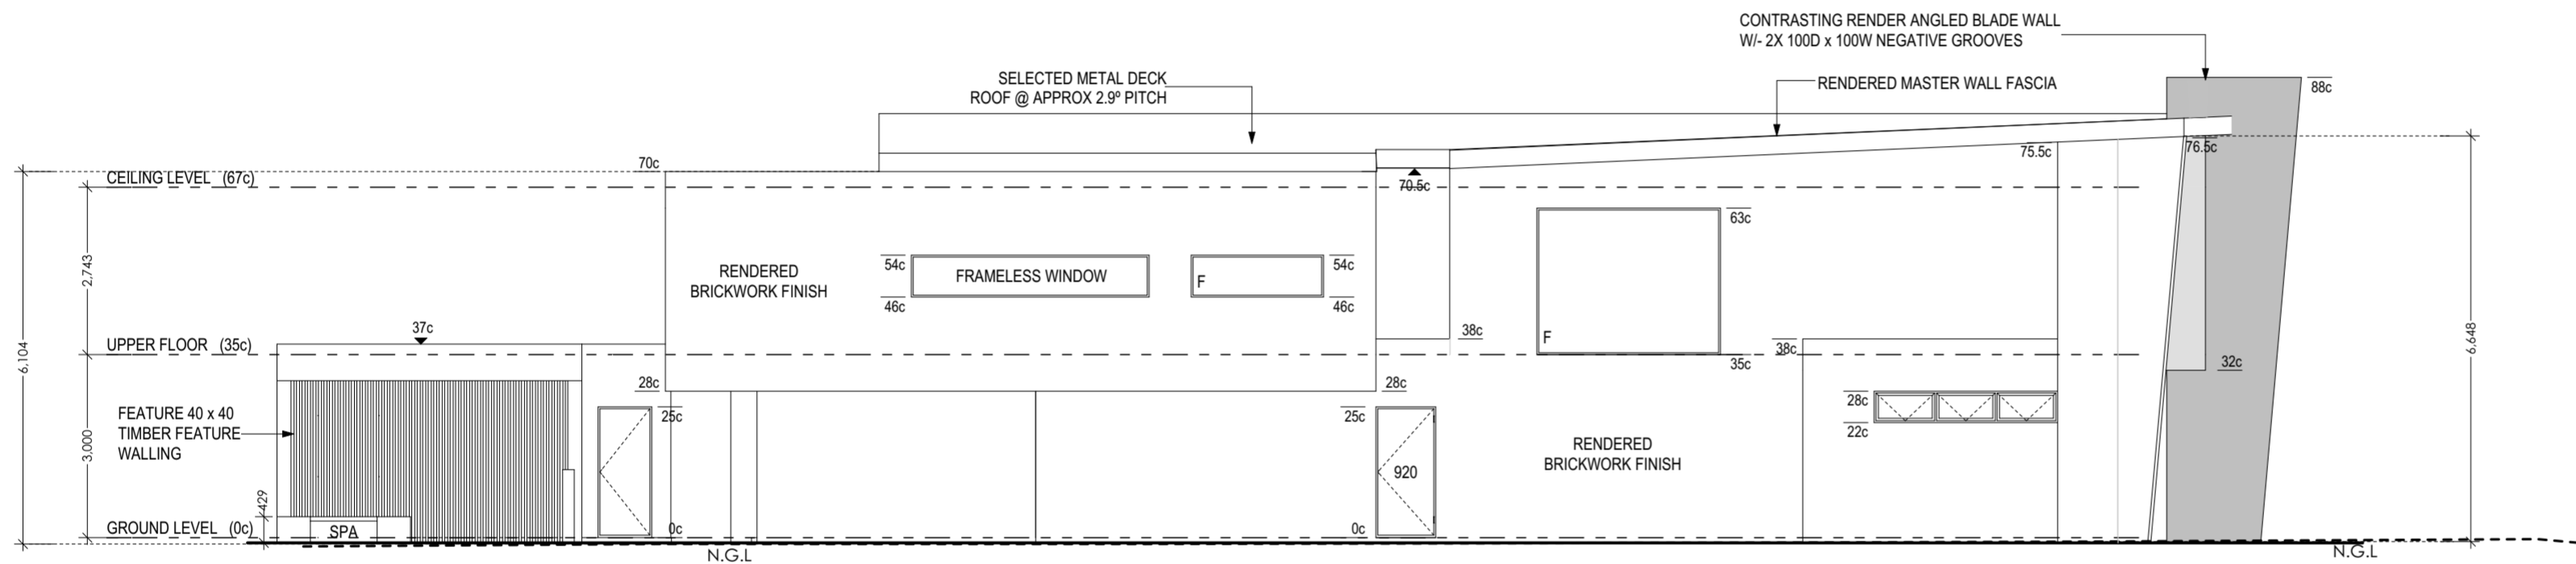 CONTRASTING RENDER ANGLED BLADE WALL
W/- 2X 100D x 100W NEGATIVE GROOVES
SELECTED METAL DECK
ROOF @ APPROX 2.9º PITCH
RENDERED MASTER WALL FASCIA
88c
70c
75.5c
76.5c
CEILING LEVEL (67c)
70.5c
63c
RENDERED
BRICKWORK FINISH
54c
FRAMELESS WINDOW
46c
F
54c
46c
2,743
6,104
37c
UPPER FLOOR (35c)
38c
F
35c
38c
6,648
32c
28c
28c
28c
22c
FEATURE 40 x 40
TIMBER FEATURE
WALLING
25c
25c
3,000
920
RENDERED
BRICKWORK FINISH
429
GROUND LEVEL (0c)
SPA
0c
0c
N.G.L
N.G.L